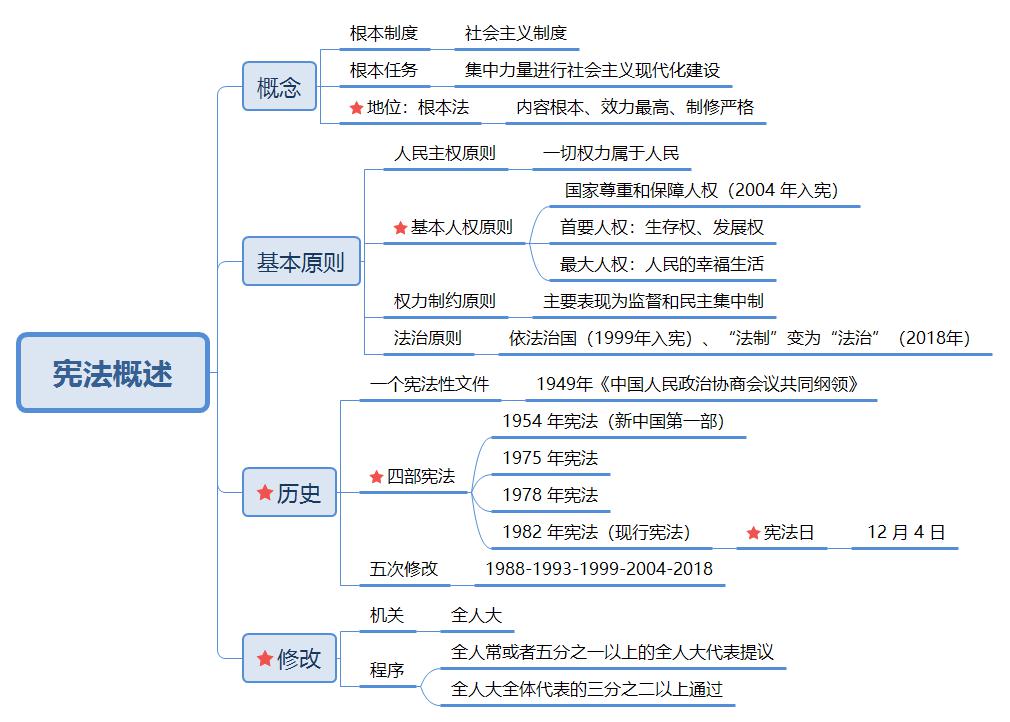 宪法概述
概念
根本制度
社会主义制度
根本任务
集中力量进行社会主义现代化建设
地位：根本法
内容根本、效力最高、制修严格
基本原则
人民主权原则
一切权力属于人民
基本人权原则
国家尊重和保障人权（2004 年入宪）
首要人权：生存权、发展权
最大人权：人民的幸福生活
权力制约原则
主要表现为监督和民主集中制
法治原则
依法治国（1999年入宪）、“法制”变为“法治”（2018年）
历史
一个宪法性文件
1949年《中国人民政治协商会议共同纲领》
四部宪法
1954 年宪法（新中国第一部）
1975 年宪法
1978 年宪法
1982 年宪法（现行宪法）
宪法日
12 月 4 日
五次修改
1988-1993-1999-2004-2018
修改
机关
全人大
程序
全人常或者五分之一以上的全人大代表提议
全人大全体代表的三分之二以上通过